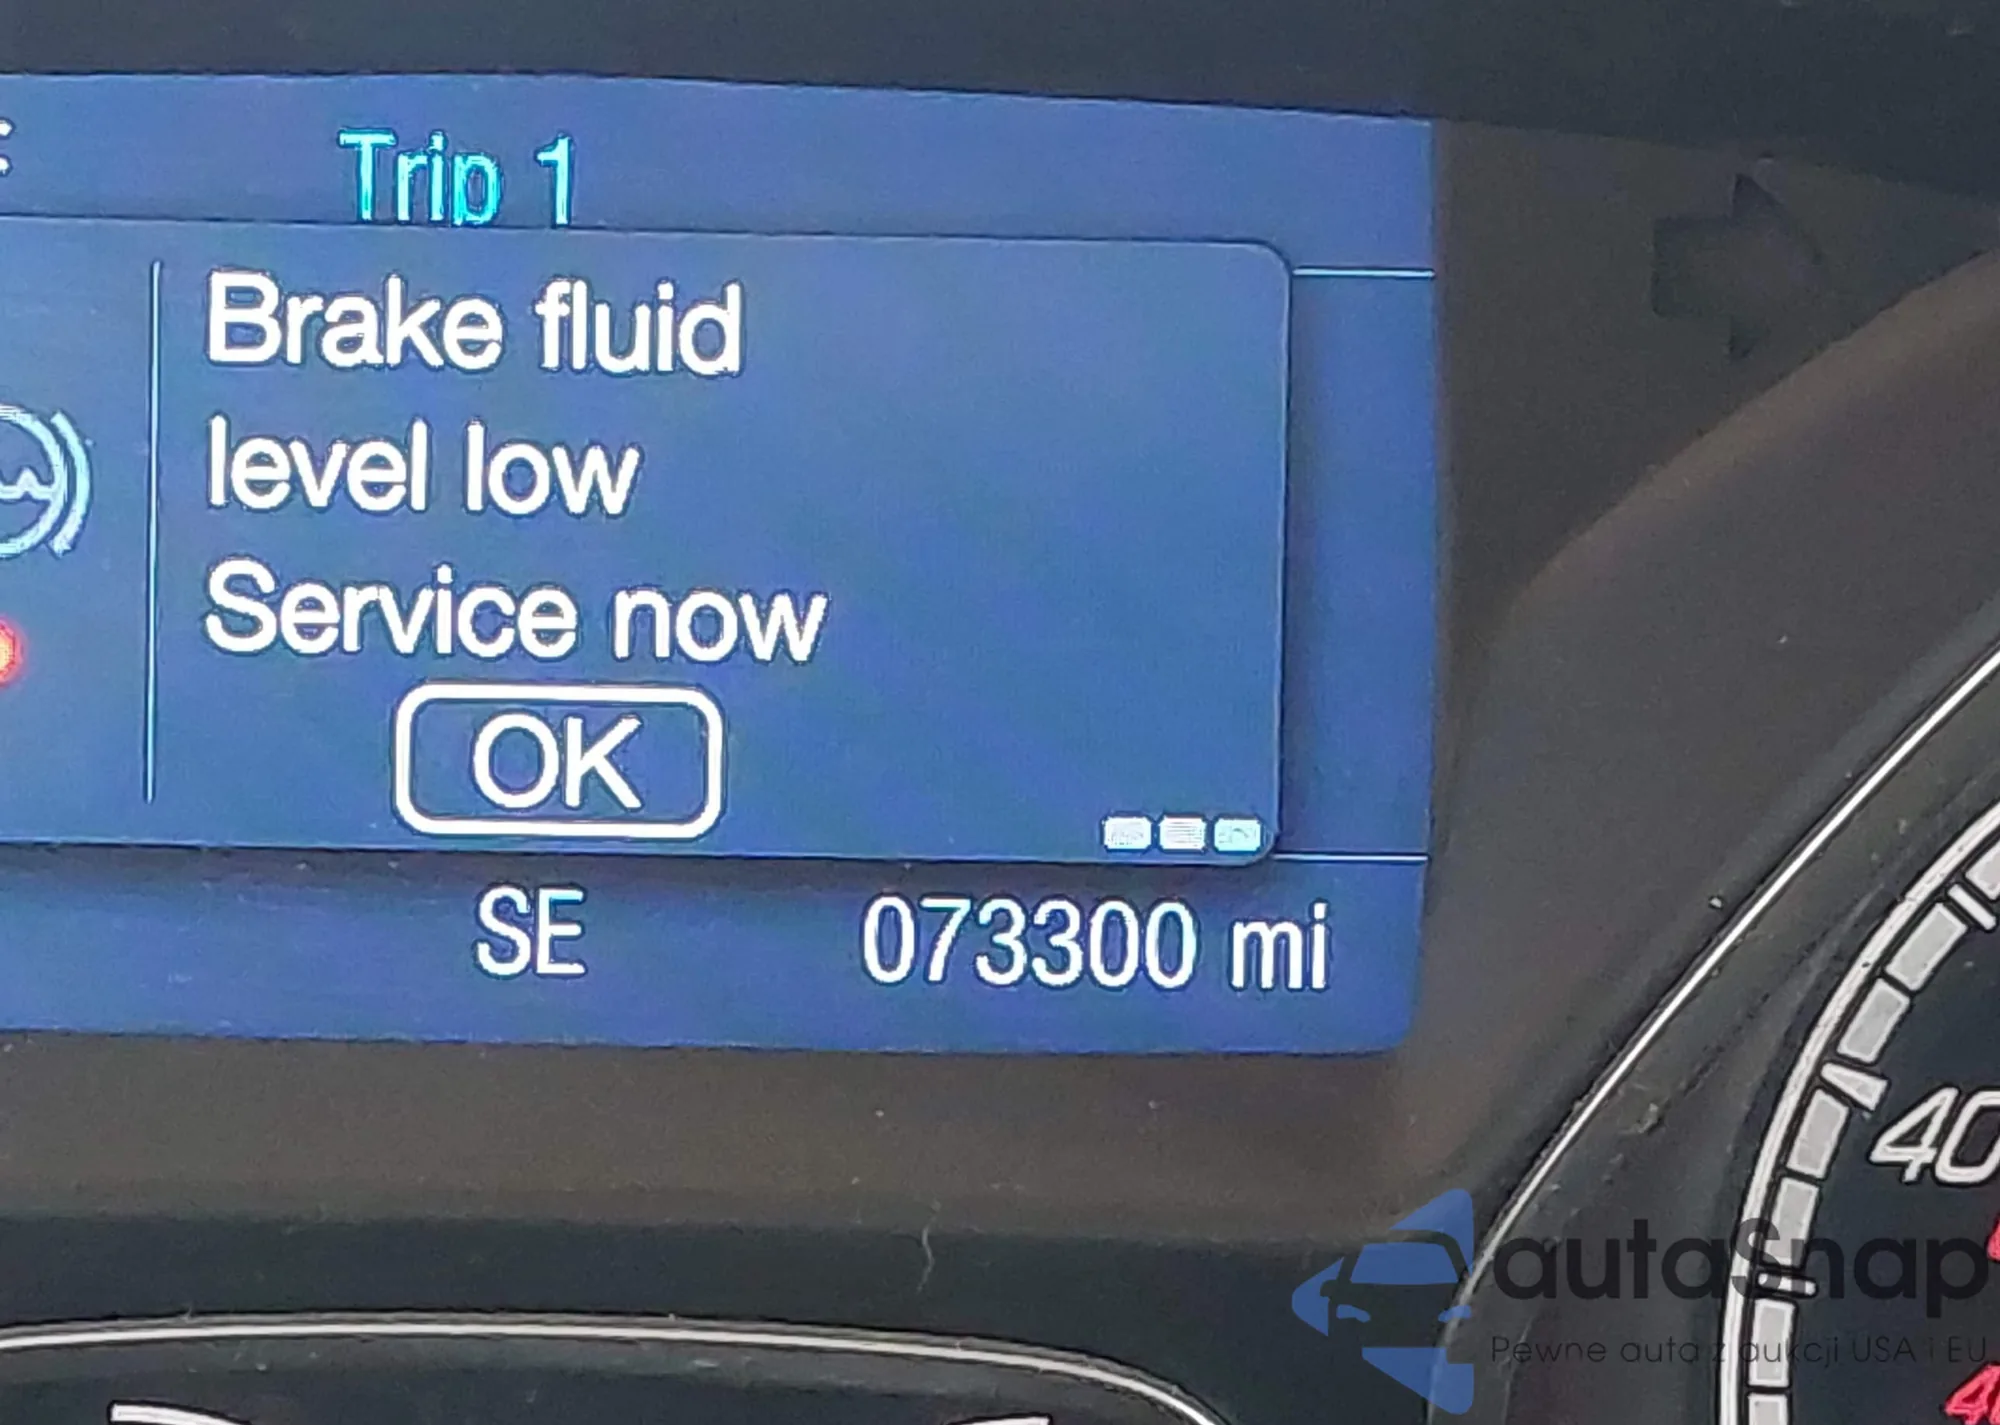 Trip 1
Brake fluid
level low
Service now
OK
SE 073300 mi
40
autaSnap
Pewne auta z aukcji USA i EU